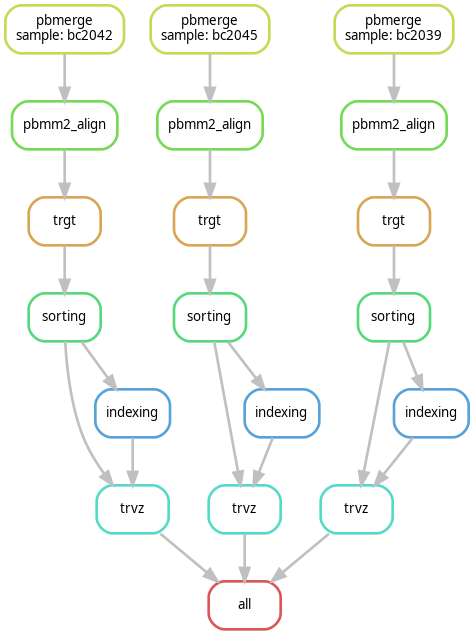 pbmerge
sample: bc2042
pbmerge
sample: bc2045
pbmerge
sample: bc2039
pbmm2_align
pbmm2_align
pbmm2_align
trgt
trgt
trgt
sorting
sorting
sorting
indexing
indexing
indexing
trvz
trvz
trvz
all